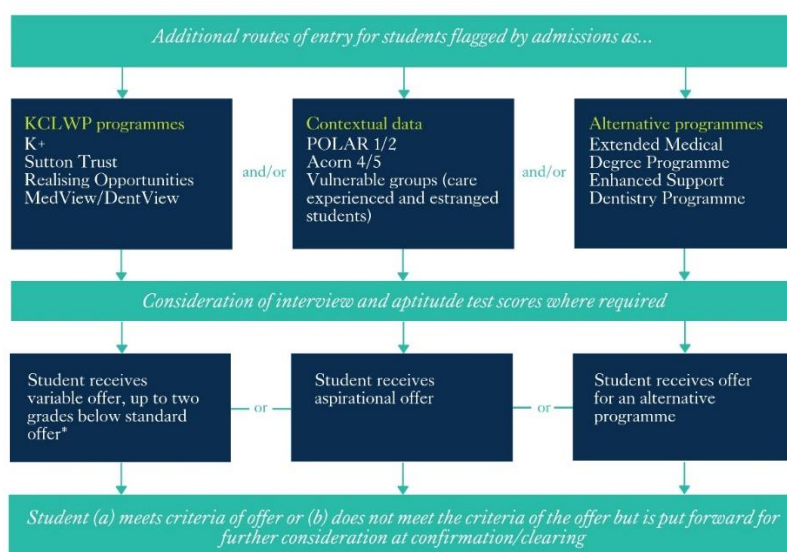 Additional routes of entry for students flagged by admissions as...
KCLWP programmes
K+
Sutton Trust
Realising Opportunities
MedView/DentView
and/or
Contextual data
POLAR 1/2
Acorn 4/5
Vulnerable groups (care
experienced and estranged
students)
and/or
Alternative programmes
Extended Medical
Degree Programme
Enhanced Support
Dentistry Programme
Consideration of interview and aptitutde test scores where required
Student receives
variable offer, up to two
grades below standard
offer*
or
Student receives
aspirational offer
or
Student receives offer
for an alternative
programme
Student (a) meets criteria of offer or (b) does not meet the criteria of the offer but is put forward for
further consideration at confirmation/clearing